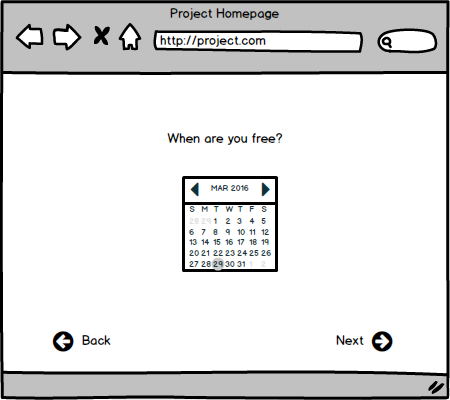 Project Homepage
http://project.com
When are you free?
MAR 2016
S M T W T F S
28 29 1 2 3 4 5
6 7 8 9 10 11 12
13 14 15 16 17 18 19
20 21 22 23 24 25 26
27 28 29 30 31 1 2
Back
Next